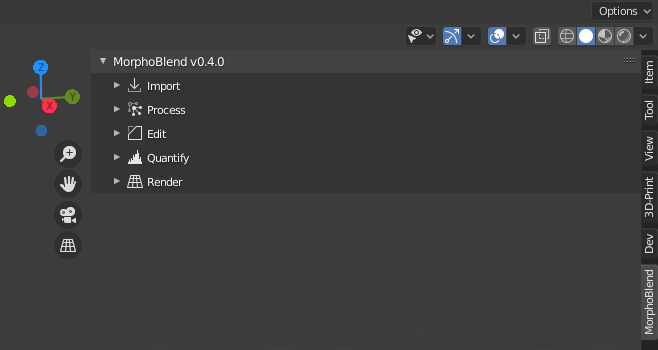 Options
Z
Y
X
MorphoBlend v0.4.0
Import
Process
Edit
Quantify
Render
Item
Tool
View
3D-Print
Dev
MorphoBlend